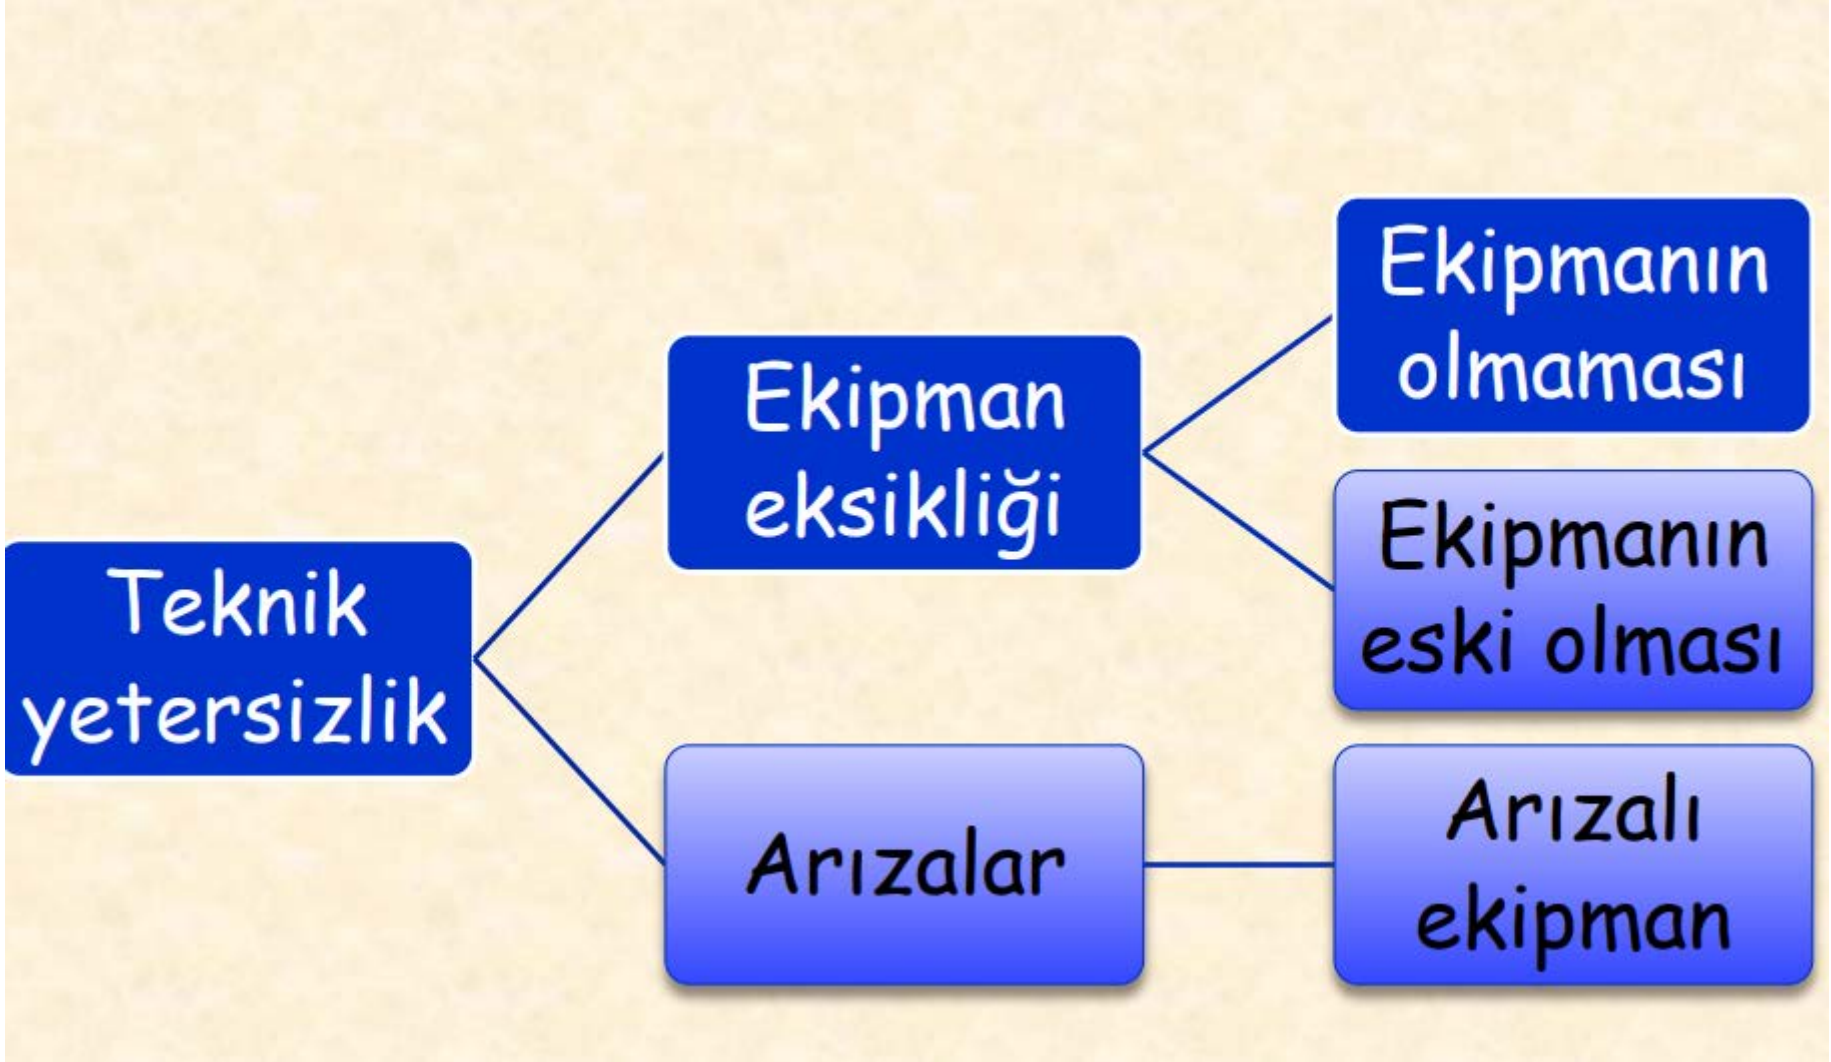 Teknik
yetersizlik
Ekipman
eksikliği
Ekipmanın
olmaması
Ekipmanın
eski olması
Arızalar
Arızalı
ekipman